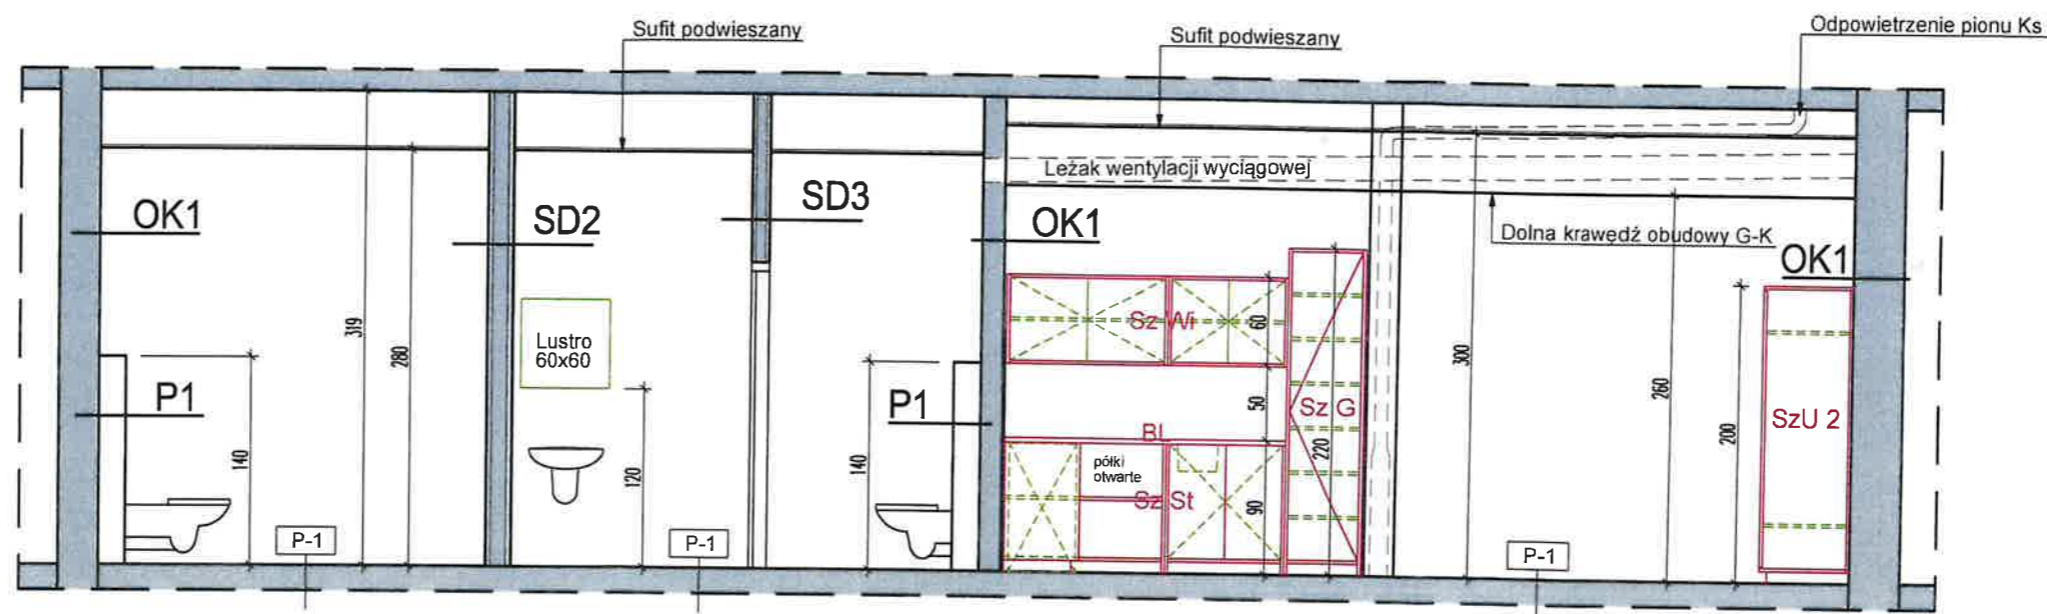 Sufit podwieszany
Sufit podwieszany
Odpowietrzenie pionu Ks
Leżak wentylacji wyciągowej
Dolna krawędź obudowy G-K
OK1
SD2
SD3
OK1
OK1
319
280
Lustro
60x60
P1
P1
140
120
140
Sz Wi
60
50
BL
Sz G
220
półki
otwarte
Sz St
90
300
260
200
SzU 2
P-1
P-1
P-1